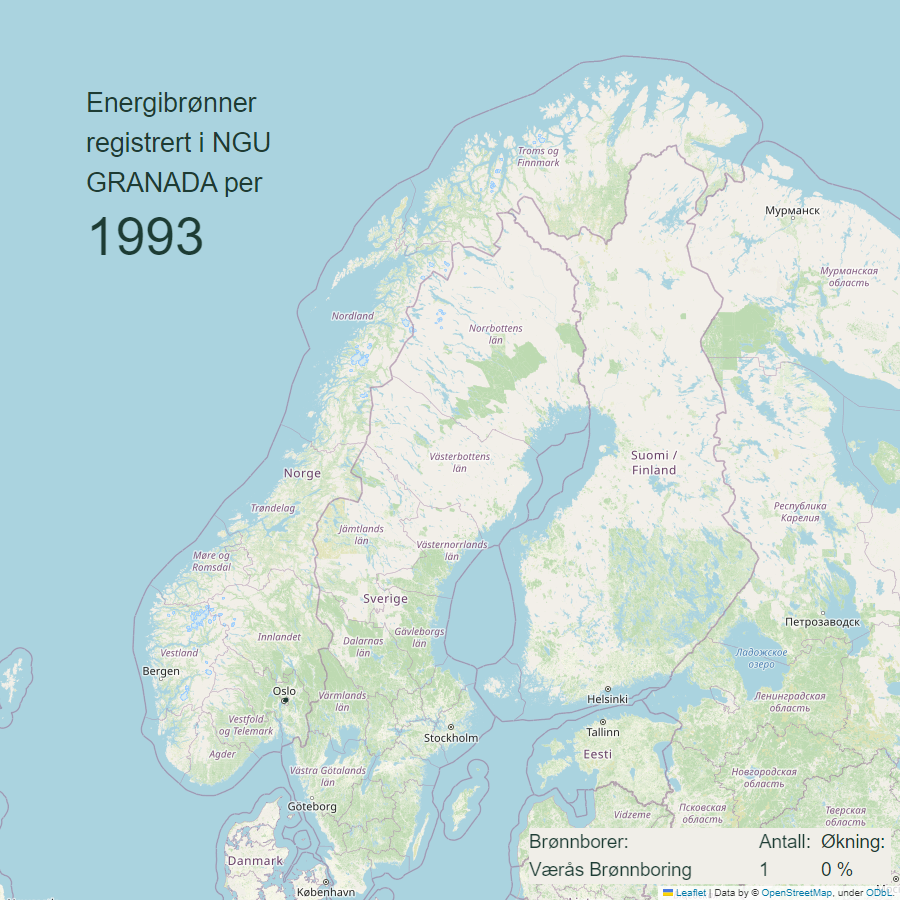 Energibrønner
registrert i NGU
GRANADA per
1993
Troms og
Finnmark
Мурманск
Мурманская
область
Nordland
Norrbottens
län
Västerbottens
län
Suomi /
Finland
Norge
Trøndelag
Республика
Карелия
Jämtlands
län
Västernorrlands
län
Møre og
Romsdal
Sverige
Петрозаводск
Innlandet
Gävleborgs
län
Dalarnas
län
Vestland
Ладожское
озеро
Bergen
Oslo
Värmlands
län
Helsinki
Ленинградская
область
Vestfold
og Telemark
Stockholm
Tallinn
Agder
Eesti
Västra Götalands
län
Новгородская
область
Göteborg
Vidzeme
Псковская
область
Тверская
область
Danmark
København
Brønnborer: Antall: Økning:
Værås Brønnboring 1 0 %
Leaflet | Data by © OpenStreetMap, under ODbL.